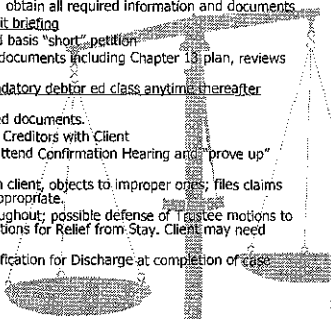 obtain all required information and documents
it briefing
basis "short" petition
documents including Chapter 13 plan, reviews
ndatory debtor ed class anytime thereafter
ed documents.
Creditors with Client
ttend Confirmation Hearing and "prove up"
client, objects to improper ones; files claims
propriate.
ughout; possible defense of Trustee motions to
tions for Relief from Stay. Client may need
ification for Discharge at completion of case